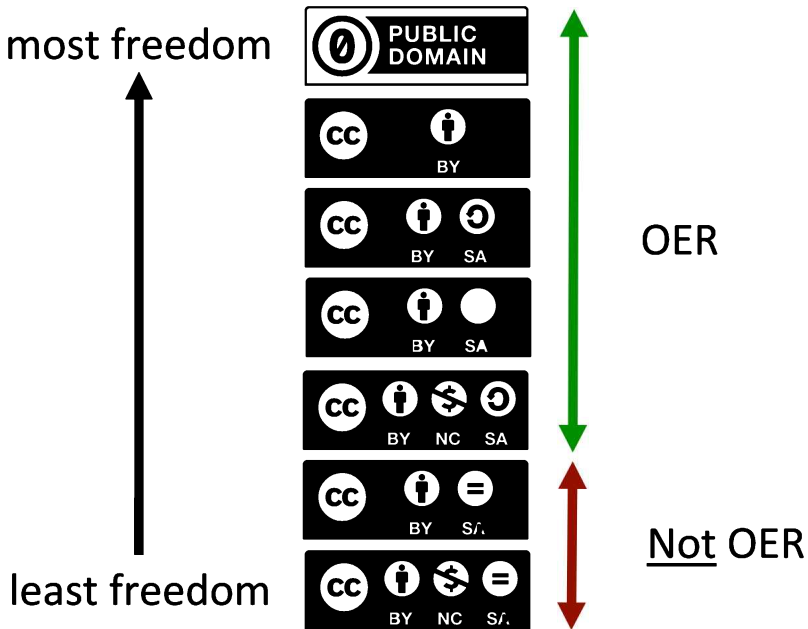 most freedom
0 PUBLIC
DOMAIN
cc
BY
cc
BY SA
OER
cc
BY SA
cc $
BY NC SA
cc =
BY
Not OER
least freedom
cc $ =
BY NC